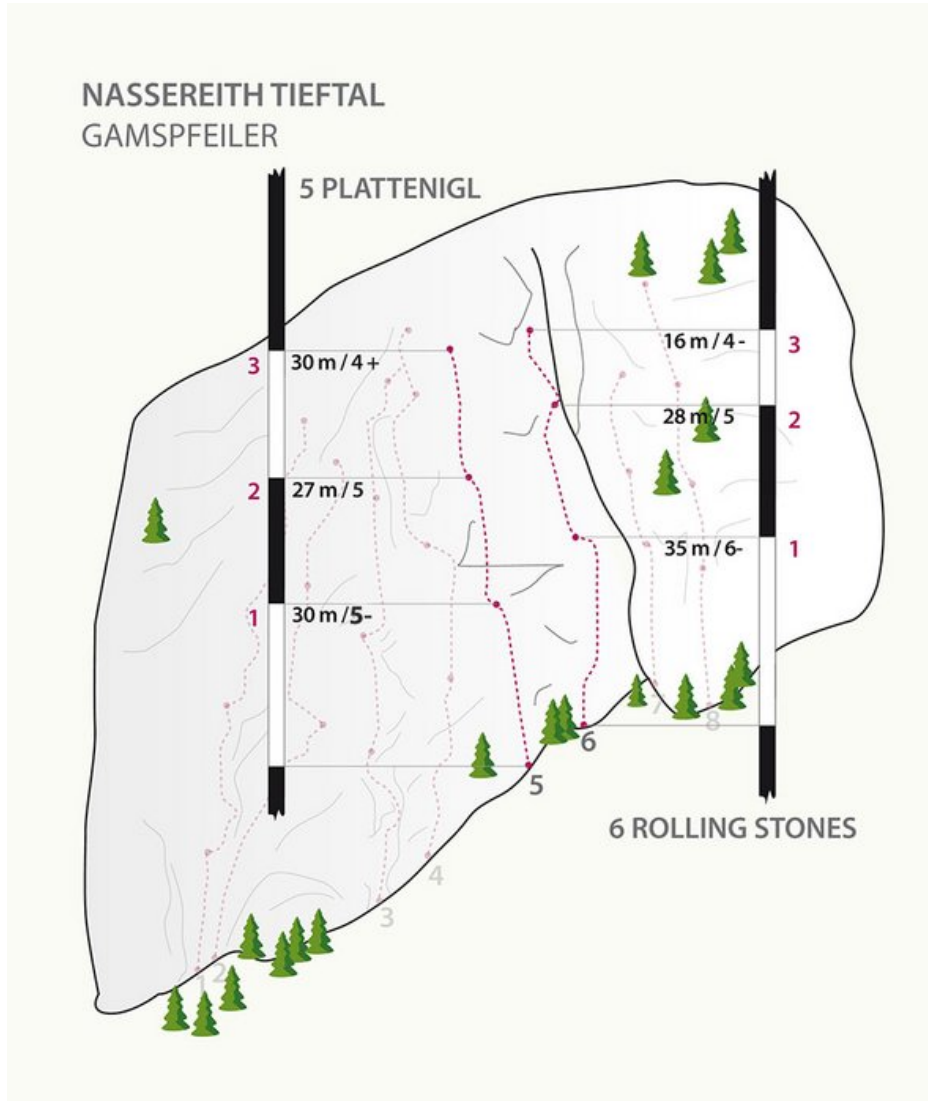 NASSEREITH TIEFTAL
GAMSPFEILER
5 PLATTENIGL
3
30 m / 4 +
2
27 m / 5
1
30 m / 5-
16 m / 4 -
3
28 m / 5
2
35 m / 6-
1
1
2
3
4
5
6
7
8
6 ROLLING STONES